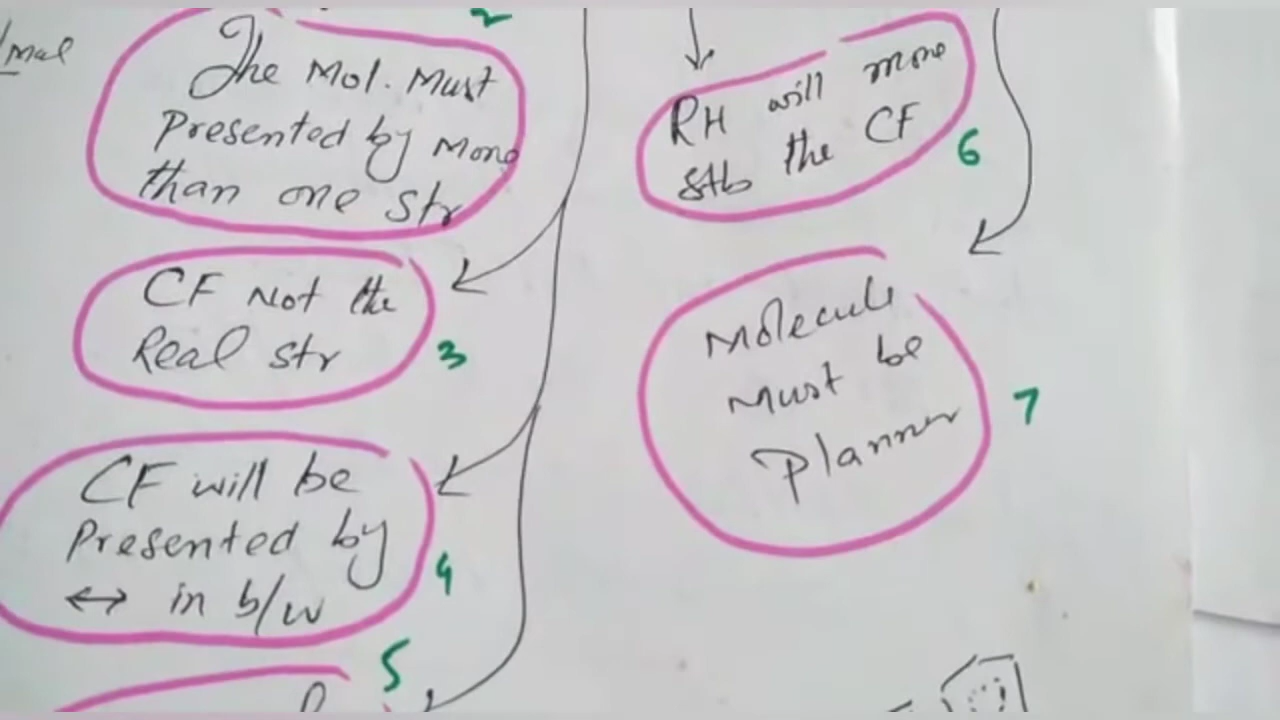 2
The Mol. Must
Presented by More
than one str
CF Not the
Real str
3
CF will be
Presented by
↔ in b/w
4
5
RH will more
stb the CF
6
Molecule
Must be
Planner
7